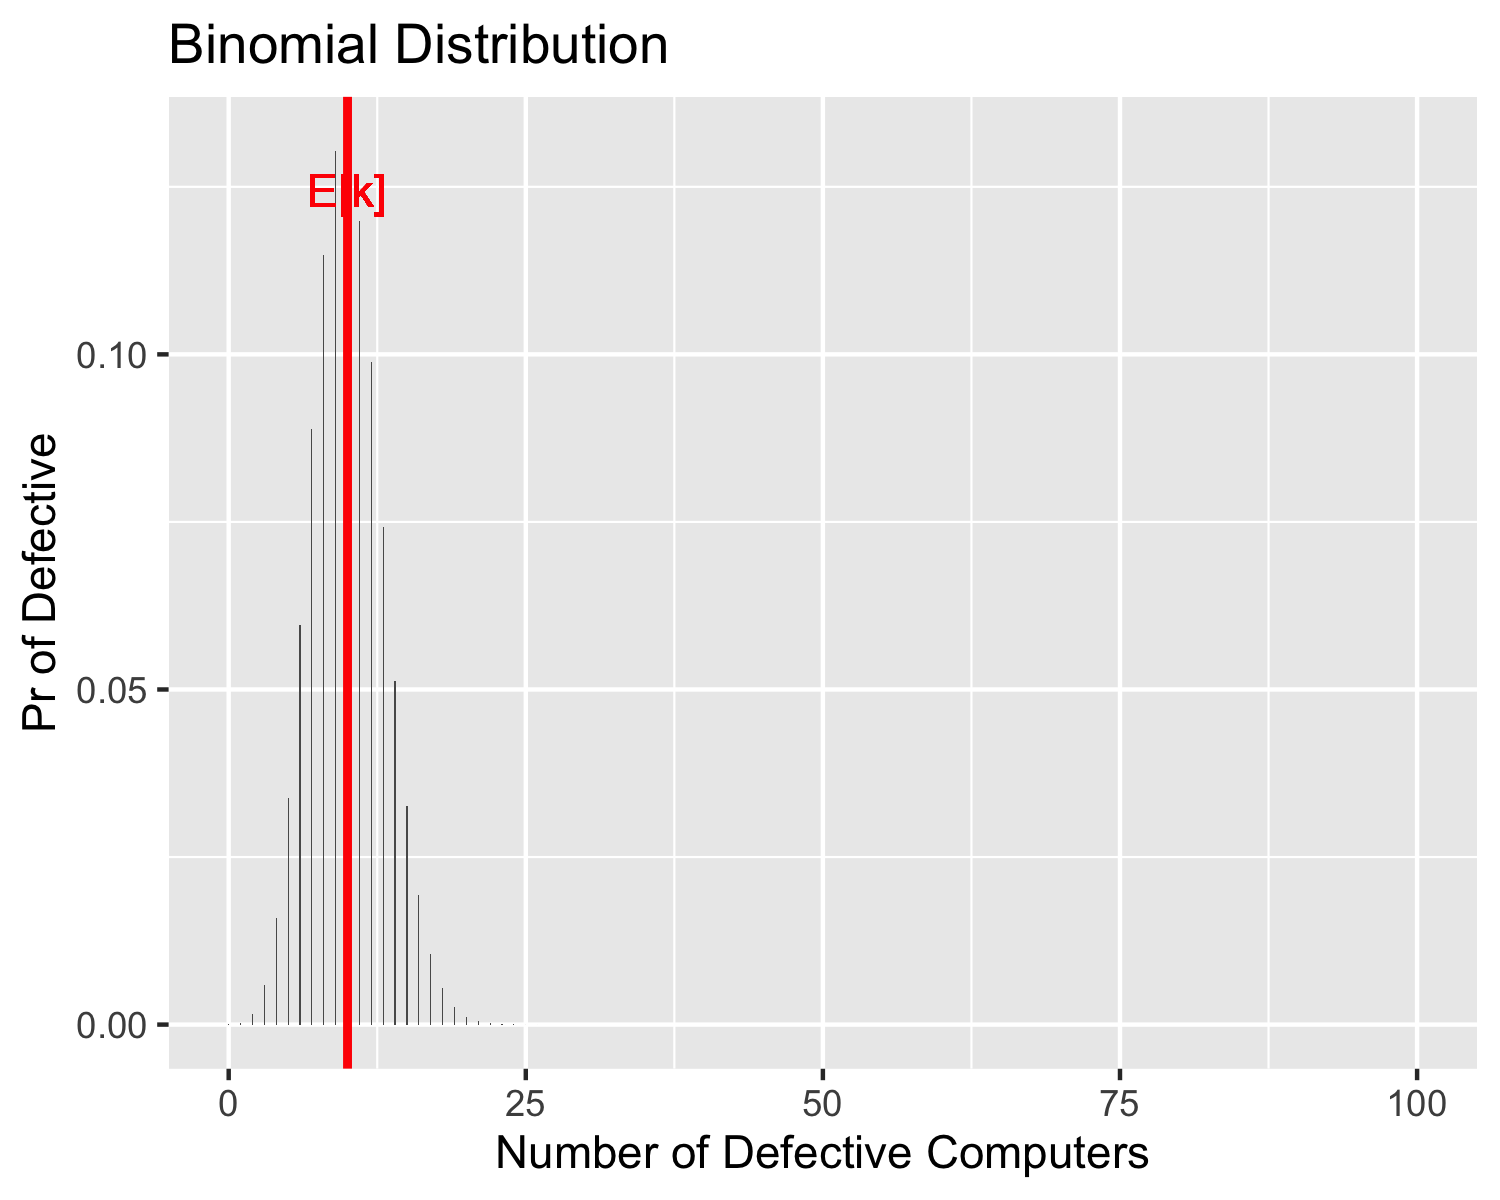 Binomial Distribution
E[k]
Pr of Defective
0.10
0.05
0.00
0 25 50 75 100
Number of Defective Computers